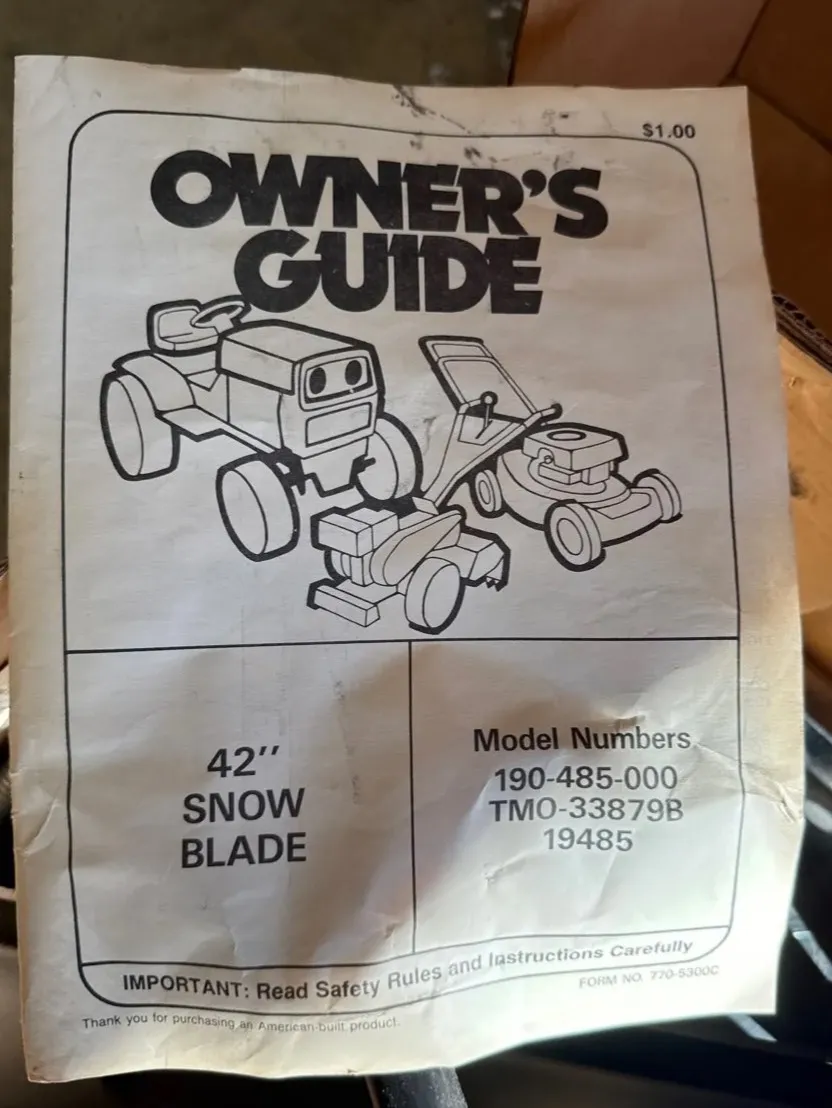 $1.00
OWNER'S
GUIDE
42''
SNOW
BLADE
Model Numbers
190-485-000
TMO-33879B
19485
IMPORTANT: Read Safety Rules and Instructions Carefully
FORM NO. 770-5300C
Thank you for purchasing an American-built product.